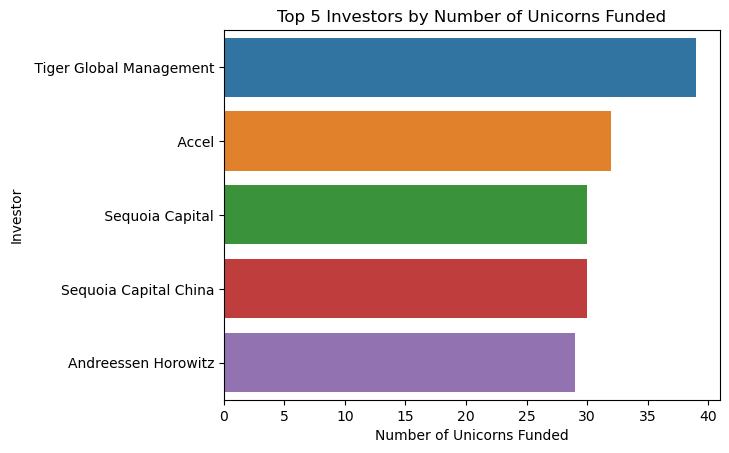 Top 5 Investors by Number of Unicorns Funded
Tiger Global Management
Accel
Sequoia Capital
Sequoia Capital China
Andreessen Horowitz
Investor
0 5 10 15 20 25 30 35 40
Number of Unicorns Funded